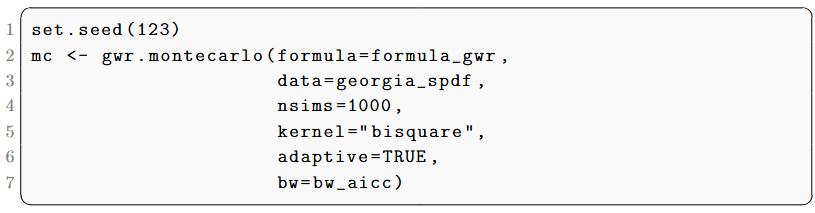 1 set.seed(123)
2 mc <- gwr.montecarlo(formula=formula_gwr,
3 data=georgia_spdf,
4 nsims=1000,
5 kernel="bisquare",
6 adaptive=TRUE,
7 bw=bw_aicc)